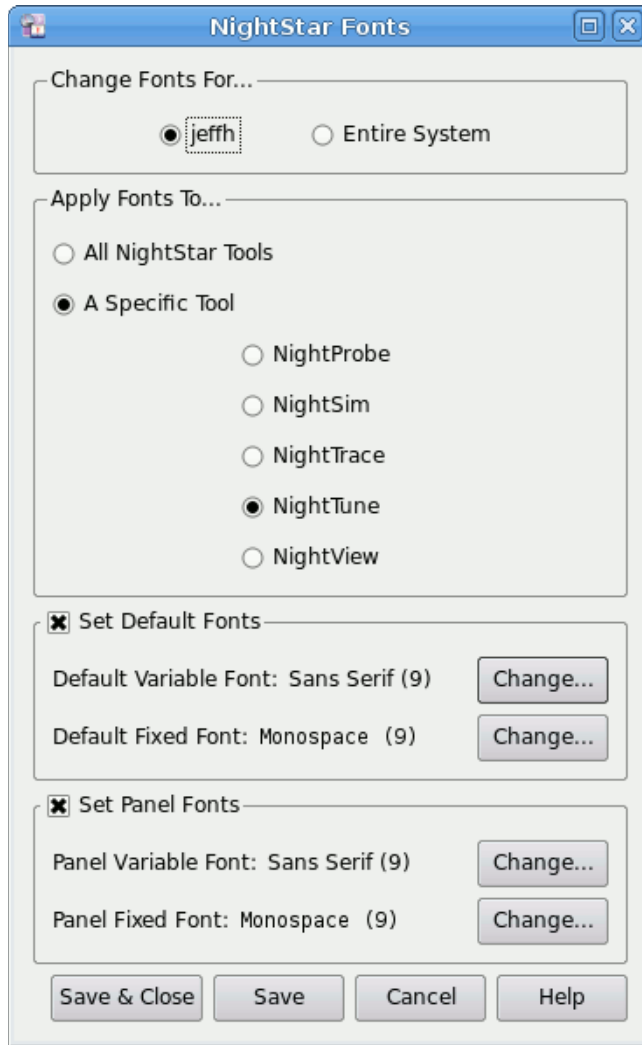 NightStar Fonts
Change Fonts For...
jeffh Entire System
Apply Fonts To...
All NightStar Tools
A Specific Tool
NightProbe
NightSim
NightTrace
NightTune
NightView
Set Default Fonts
Default Variable Font: Sans Serif (9) Change...
Default Fixed Font: Monospace (9) Change...
Set Panel Fonts
Panel Variable Font: Sans Serif (9) Change...
Panel Fixed Font: Monospace (9) Change...
Save & Close Save Cancel Help